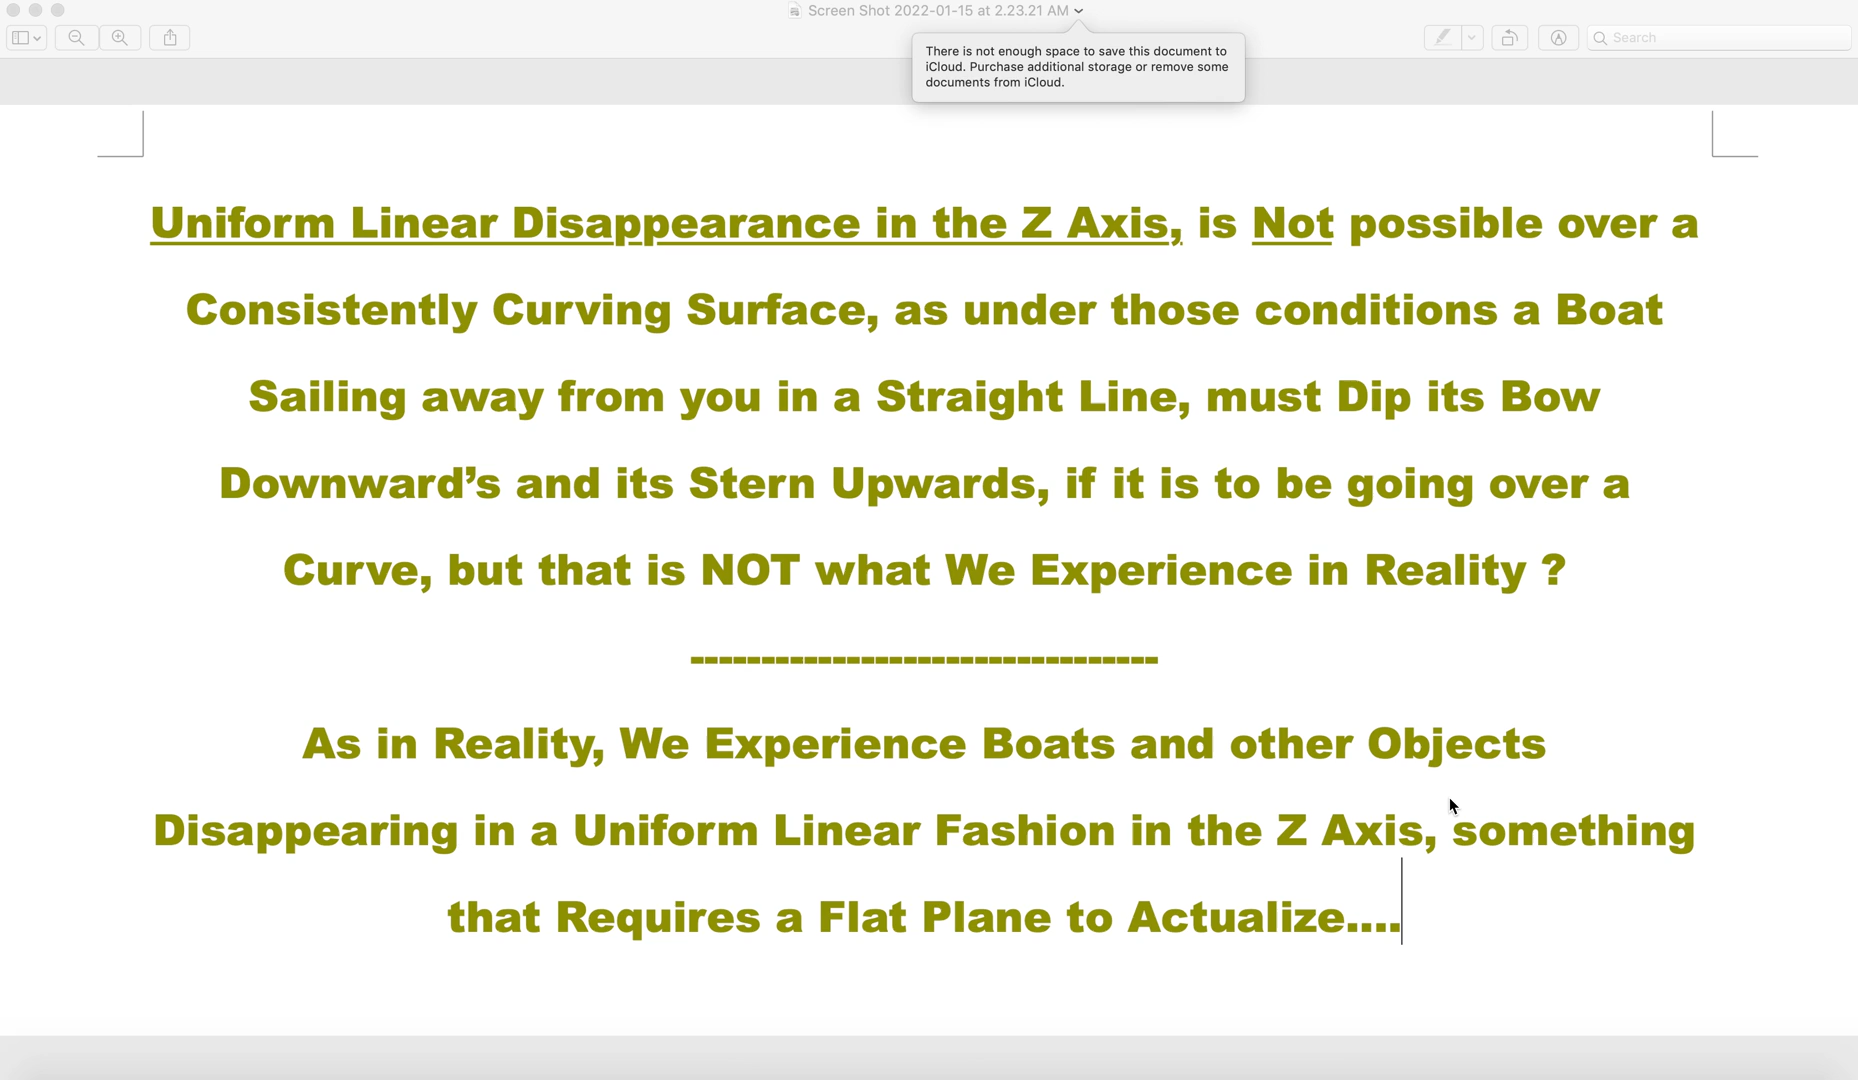 Screen Shot 2022-01-15 at 2.23.21 AM
Search
There is not enough space to save this document to
iCloud. Purchase additional storage or remove some
documents from iCloud.
Uniform Linear Disappearance in the Z Axis, is Not possible over a
Consistently Curving Surface, as under those conditions a Boat
Sailing away from you in a Straight Line, must Dip its Bow
Downward’s and its Stern Upwards, if it is to be going over a
Curve, but that is NOT what We Experience in Reality ?
---------------------------------
As in Reality, We Experience Boats and other Objects
Disappearing in a Uniform Linear Fashion in the Z Axis, something
that Requires a Flat Plane to Actualize....